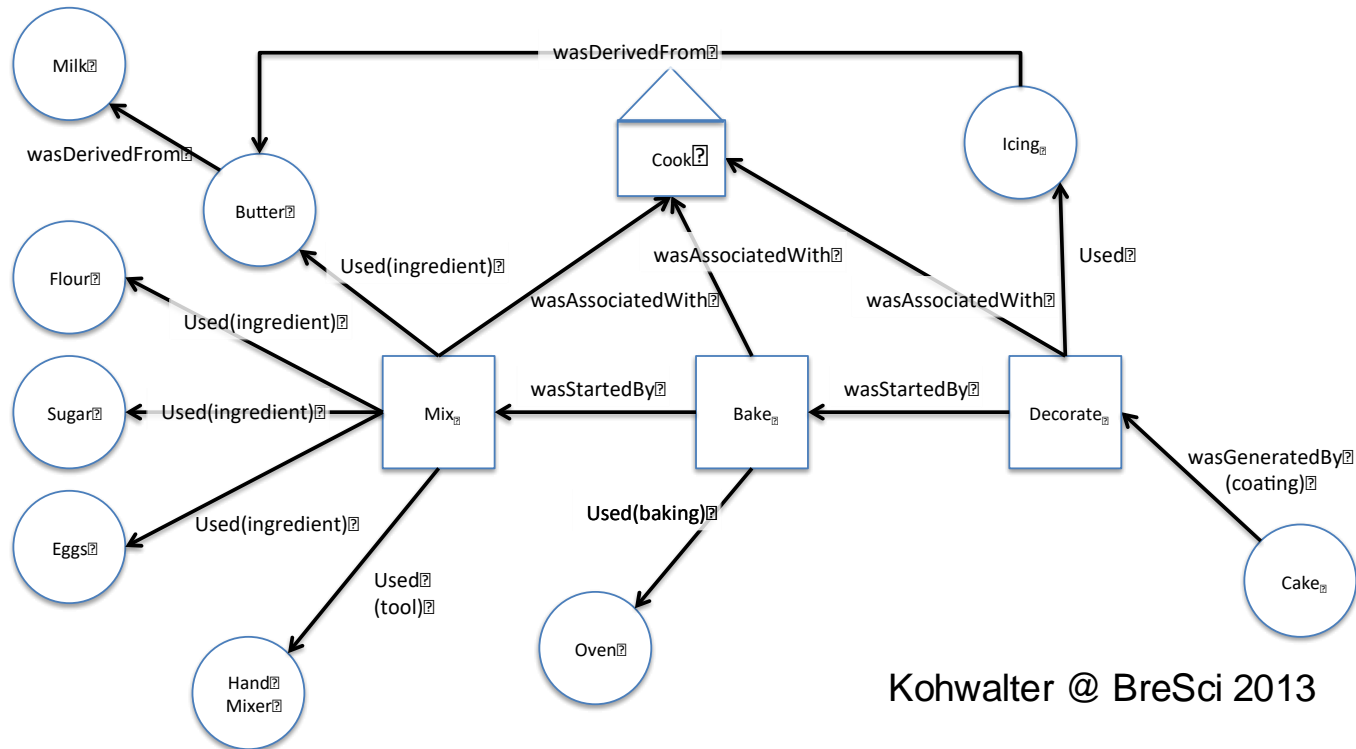 wasDerivedFrom
Milk
Cook
Icing
wasDerivedFrom
Butter
Flour
Used(ingredient)
wasAssociatedWith
Used
wasAssociatedWith
wasAssociatedWith
Used(ingredient)
Sugar
Used(ingredient)
Mix
wasStartedBy
Bake
wasStartedBy
Decorate
wasGeneratedBy
(coating)
Used(ingredient)
Used(baking)
Eggs
Used
(tool)
Cake
Oven
Hand
Mixer
Kohwalter @ BreSci 2013